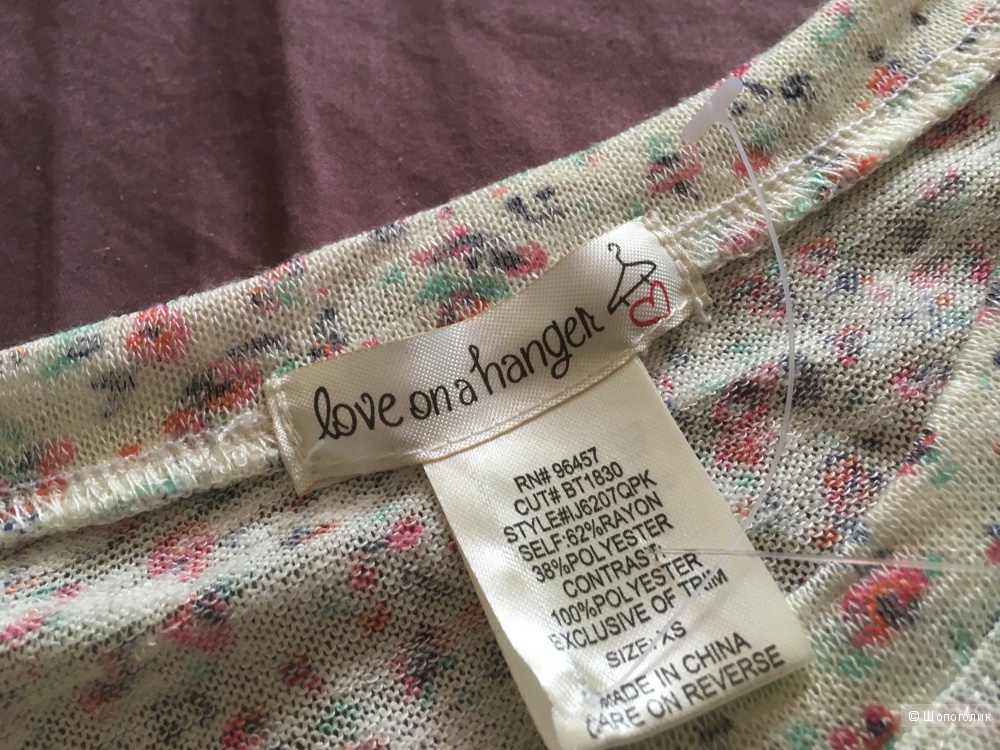 love on a hanger
RN# 96457
CUT# BT1830
STYLE#IJ6207QPK
SELF:62%RAYON
38%POLYESTER
CONTRAST:
100%POLYESTER
EXCLUSIVE OF TRIM
SIZE: XS
MADE IN CHINA
CARE ON REVERSE
© Шопоголик